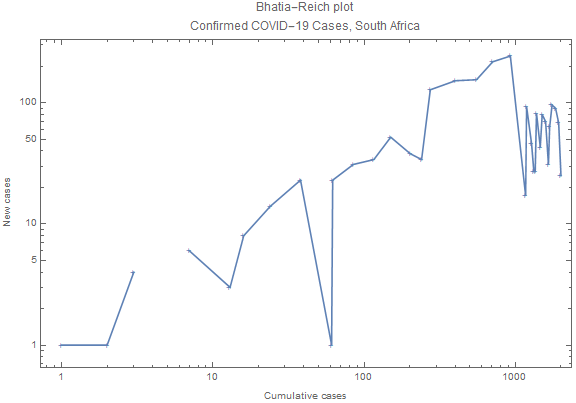 Bhatia–Reich plot
Confirmed COVID–19 Cases, South Africa
New cases
100
50
10
5
1
1
10
100
1000
Cumulative cases